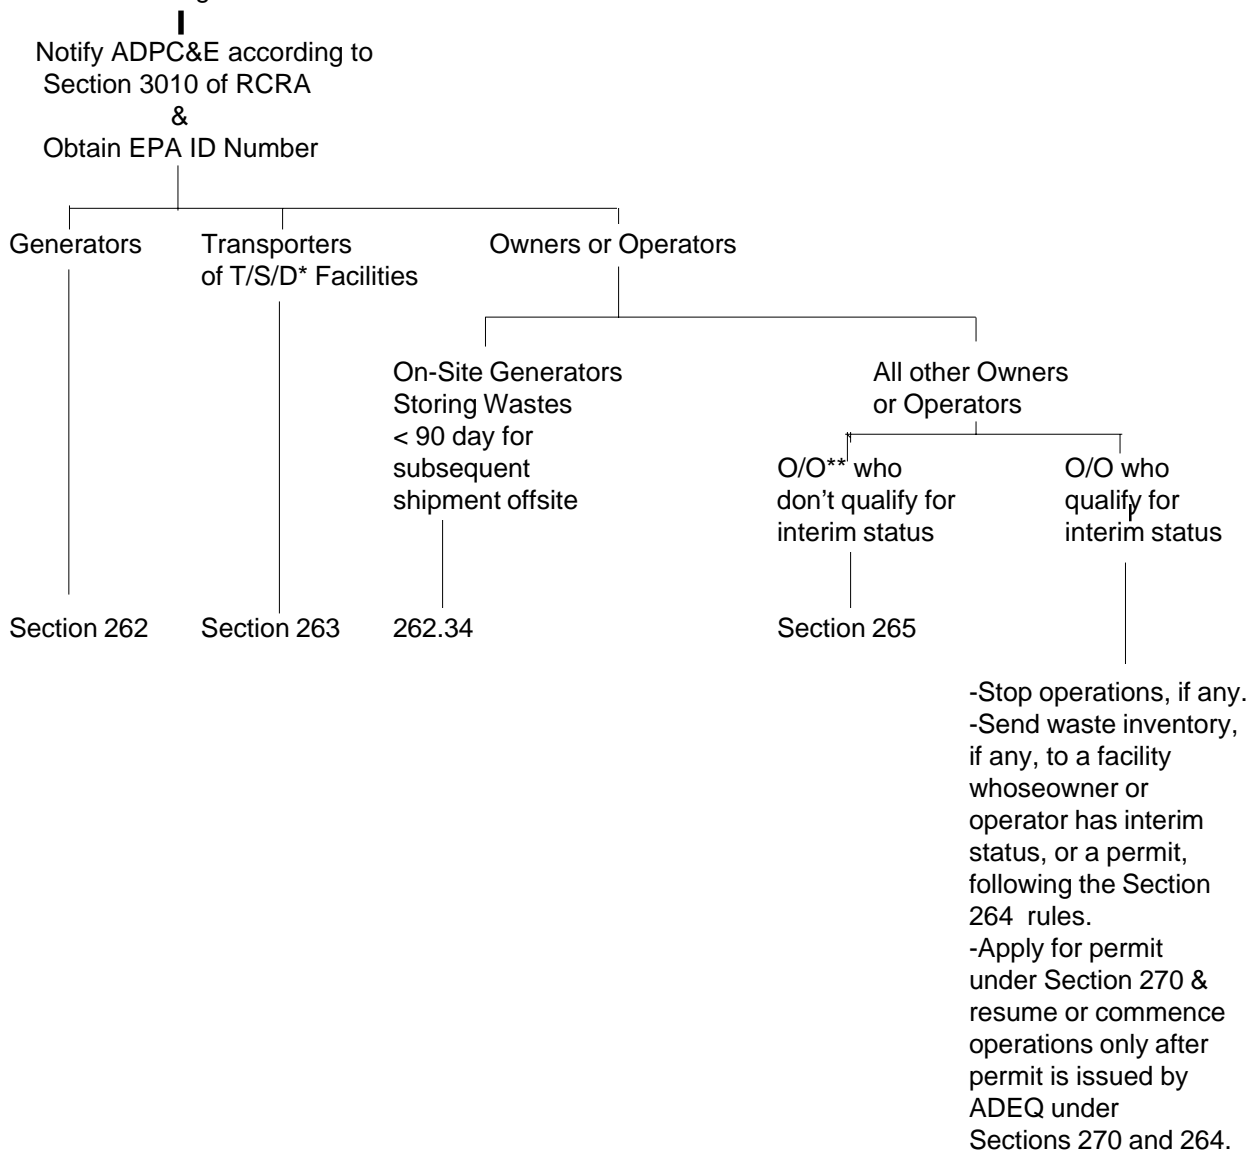 Notify ADPC&E according to
Section 3010 of RCRA
&
Obtain EPA ID Number
Generators
Transporters
of T/S/D* Facilities
Owners or Operators
On-Site Generators
Storing Wastes
< 90 day for
subsequent
shipment offsite
All other Owners
or Operators
O/O** who
don't qualify for
interim status
O/O who
qualify for
interim status
Section 262
Section 263
262.34
Section 265
-Stop operations, if any.
-Send waste inventory,
if any, to a facility
whoseowner or
operator has interim
status, or a permit,
following the Section
264 rules.
-Apply for permit
under Section 270 &
resume or commence
operations only after
permit is issued by
ADEQ under
Sections 270 and 264.